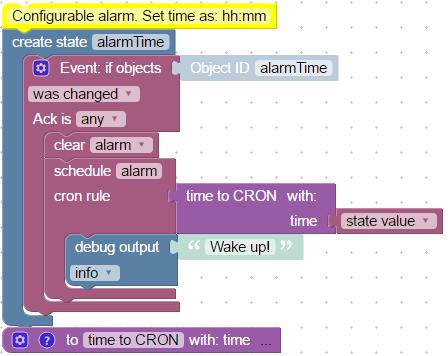 Configurable alarm. Set time as: hh:mm
create state alarmTime
Event: if objects Object ID alarmTime
was changed
Ack is any
clear alarm
schedule alarm
cron rule time to CRON with:
time state value
debug output “ Wake up! ”
info
? to time to CRON with: time ...